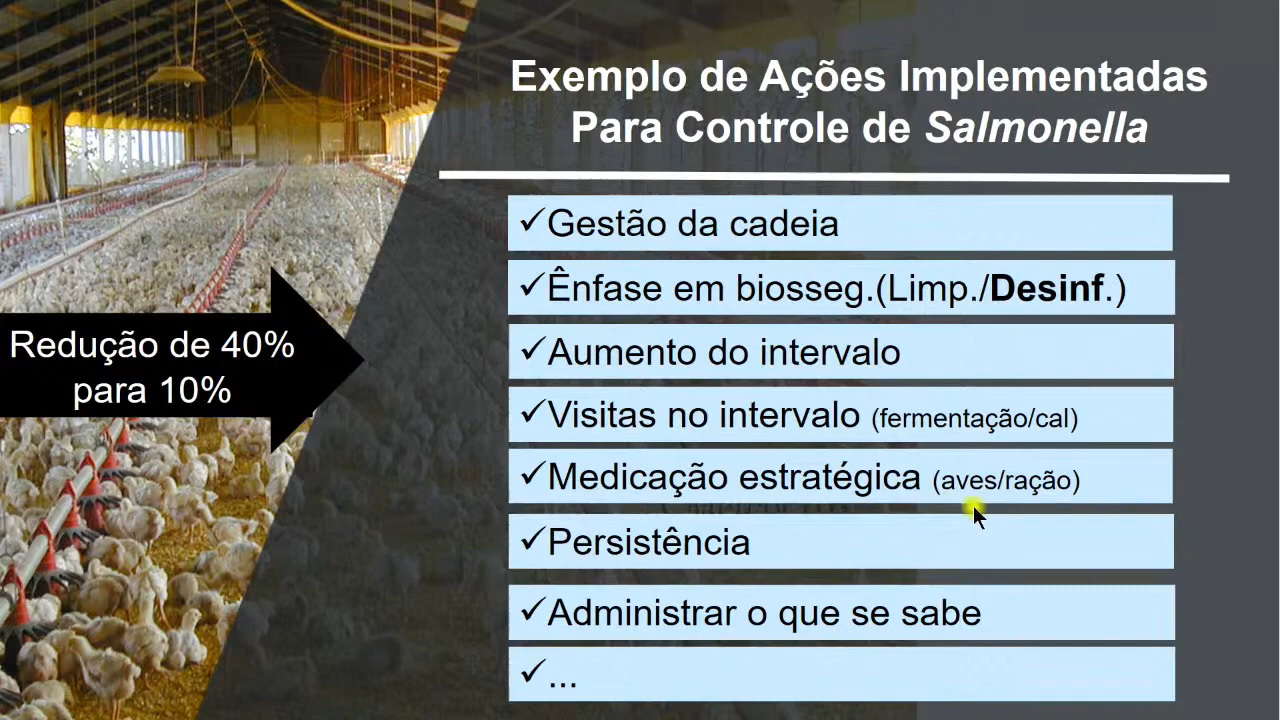 Exemplo de Ações Implementadas
Para Controle de Salmonella
✓Gestão da cadeia
✓Ênfase em biosseg.(Limp./Desinf.)
✓Aumento do intervalo
✓Visitas no intervalo (fermentação/cal)
✓Medicação estratégica (aves/ração)
✓Persistência
✓Administrar o que se sabe
✓...
Redução de 40%
para 10%